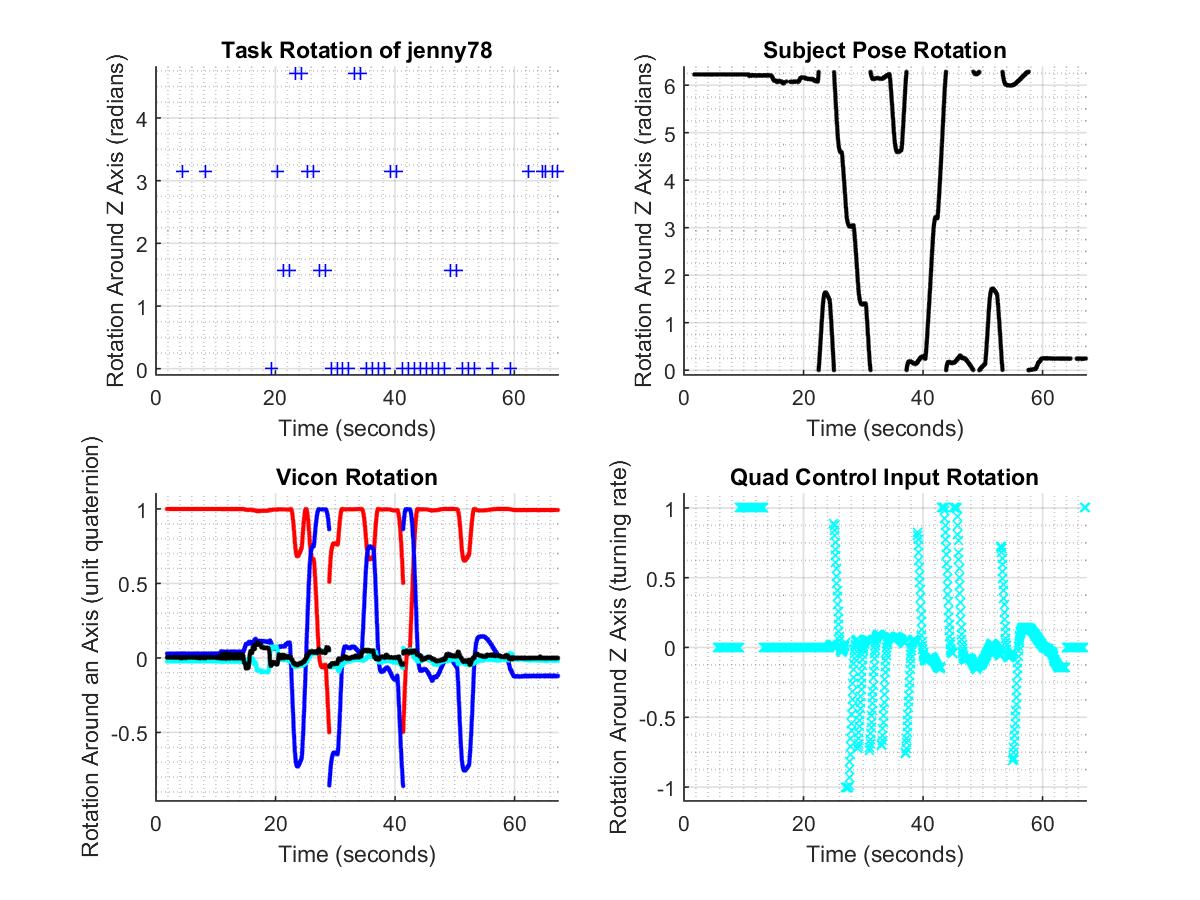 Task Rotation of jenny78
Rotation Around Z Axis (radians)
4
3
2
1
0
0 20 40 60
Time (seconds)
Subject Pose Rotation
Rotation Around Z Axis (radians)
6
5
4
3
2
1
0
0 20 40 60
Time (seconds)
Vicon Rotation
Rotation Around an Axis (unit quaternion)
1
0.5
0
-0.5
0 20 40 60
Time (seconds)
Quad Control Input Rotation
Rotation Around Z Axis (turning rate)
1
0.5
0
-0.5
-1
0 20 40 60
Time (seconds)